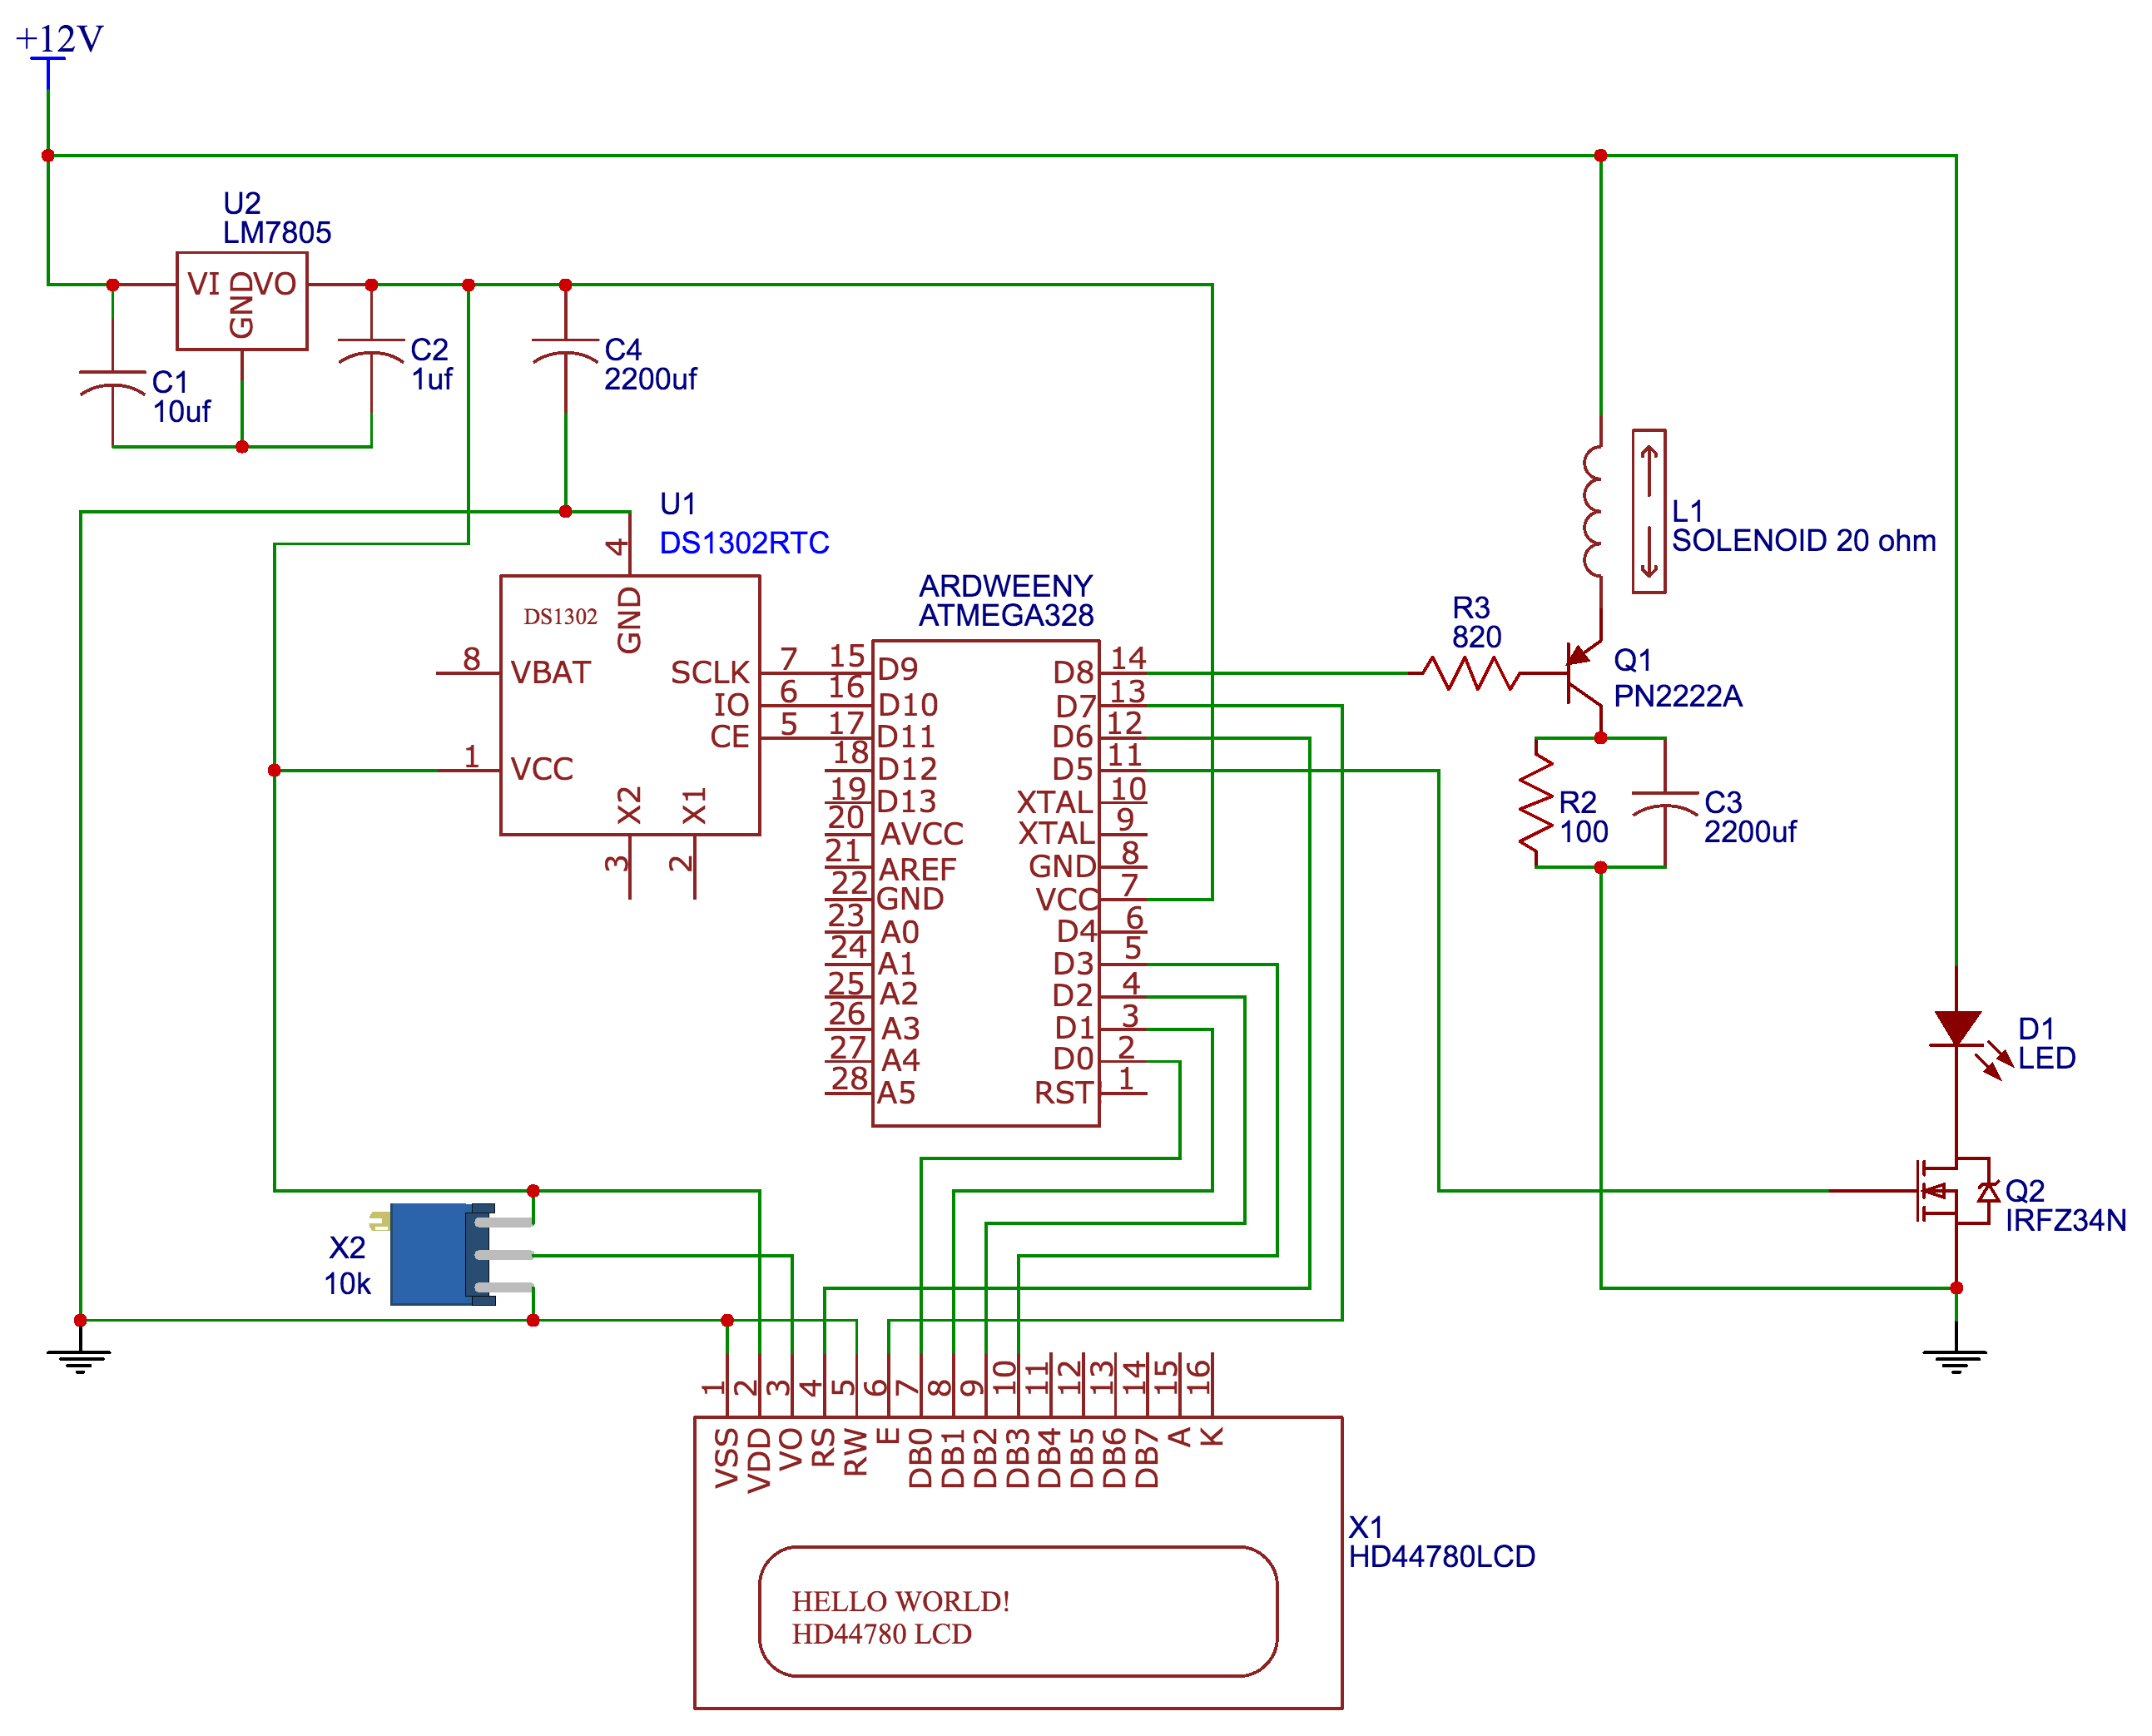 +12V
U2
LM7805
VI
GND
VO
C1
10uf
C2
1uf
C4
2200uf
U1
DS1302RTC
DS1302
4
GND
8
VBAT
1
VCC
SCLK
7
IO
6
CE
5
X2
3
X1
2
ARDWEENY
ATMEGA328
15
D9
16
D10
17
D11
18
D12
19
D13
20
AVCC
21
AREF
22
GND
23
A0
24
A1
25
A2
26
A3
27
A4
28
A5
D8
14
D7
13
D6
12
D5
11
XTAL
10
XTAL
9
GND
8
VCC
7
D4
6
D3
5
D2
4
D1
3
D0
2
RST
1
L1
SOLENOID 20 ohm
R3
820
Q1
PN2222A
R2
100
C3
2200uf
D1
LED
Q2
IRFZ34N
X2
10k
1
2
3
4
5
6
7
8
9
10
11
12
13
14
15
16
VSS
VDD
VO
RS
RW
E
DB0
DB1
DB2
DB3
DB4
DB5
DB6
DB7
A
K
X1
HD44780LCD
HELLO WORLD!
HD44780 LCD